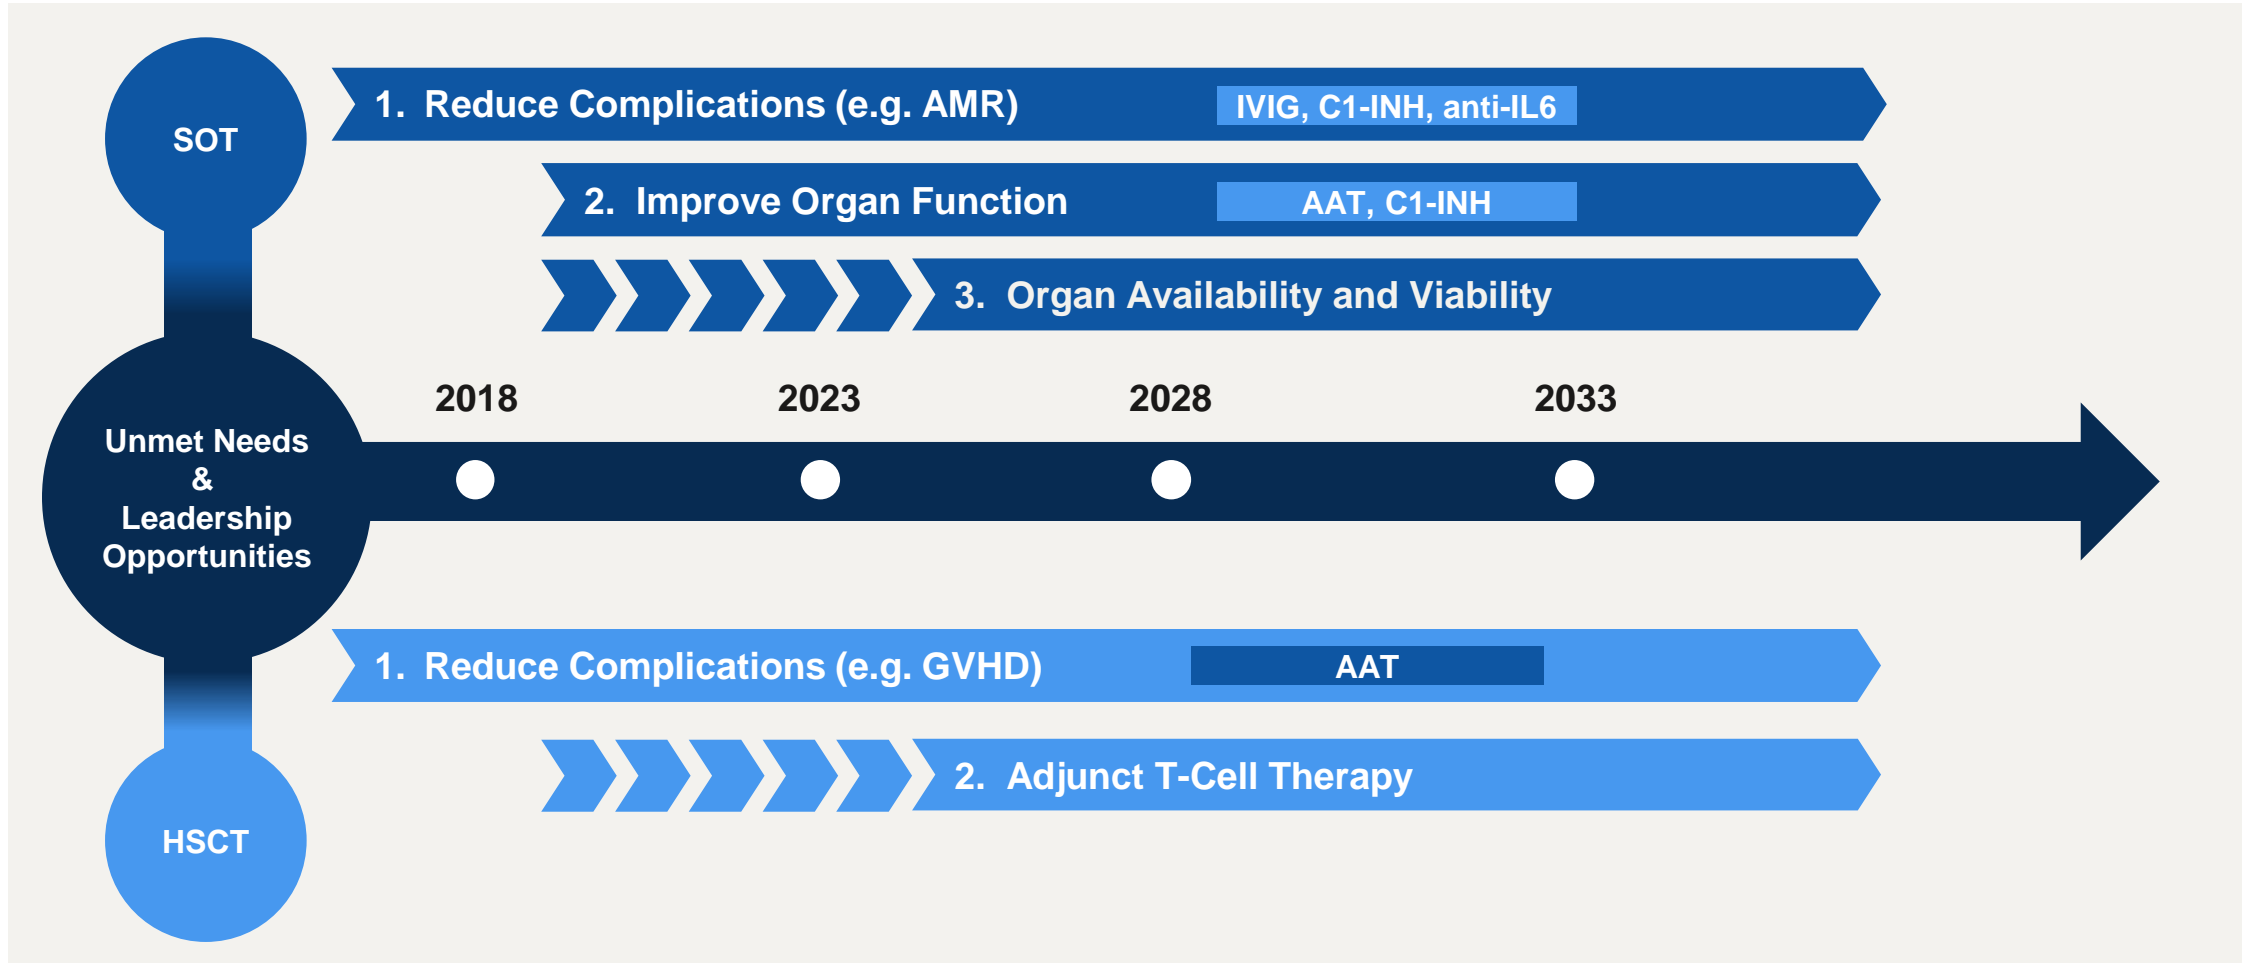 SOT
1. Reduce Complications (e.g. AMR)
IVIG, C1-INH, anti-IL6
2. Improve Organ Function
AAT, C1-INH
3. Organ Availability and Viability
2018
2023
2028
2033
Unmet Needs
&
Leadership
Opportunities
1. Reduce Complications (e.g. GVHD)
AAT
2. Adjunct T-Cell Therapy
HSCT